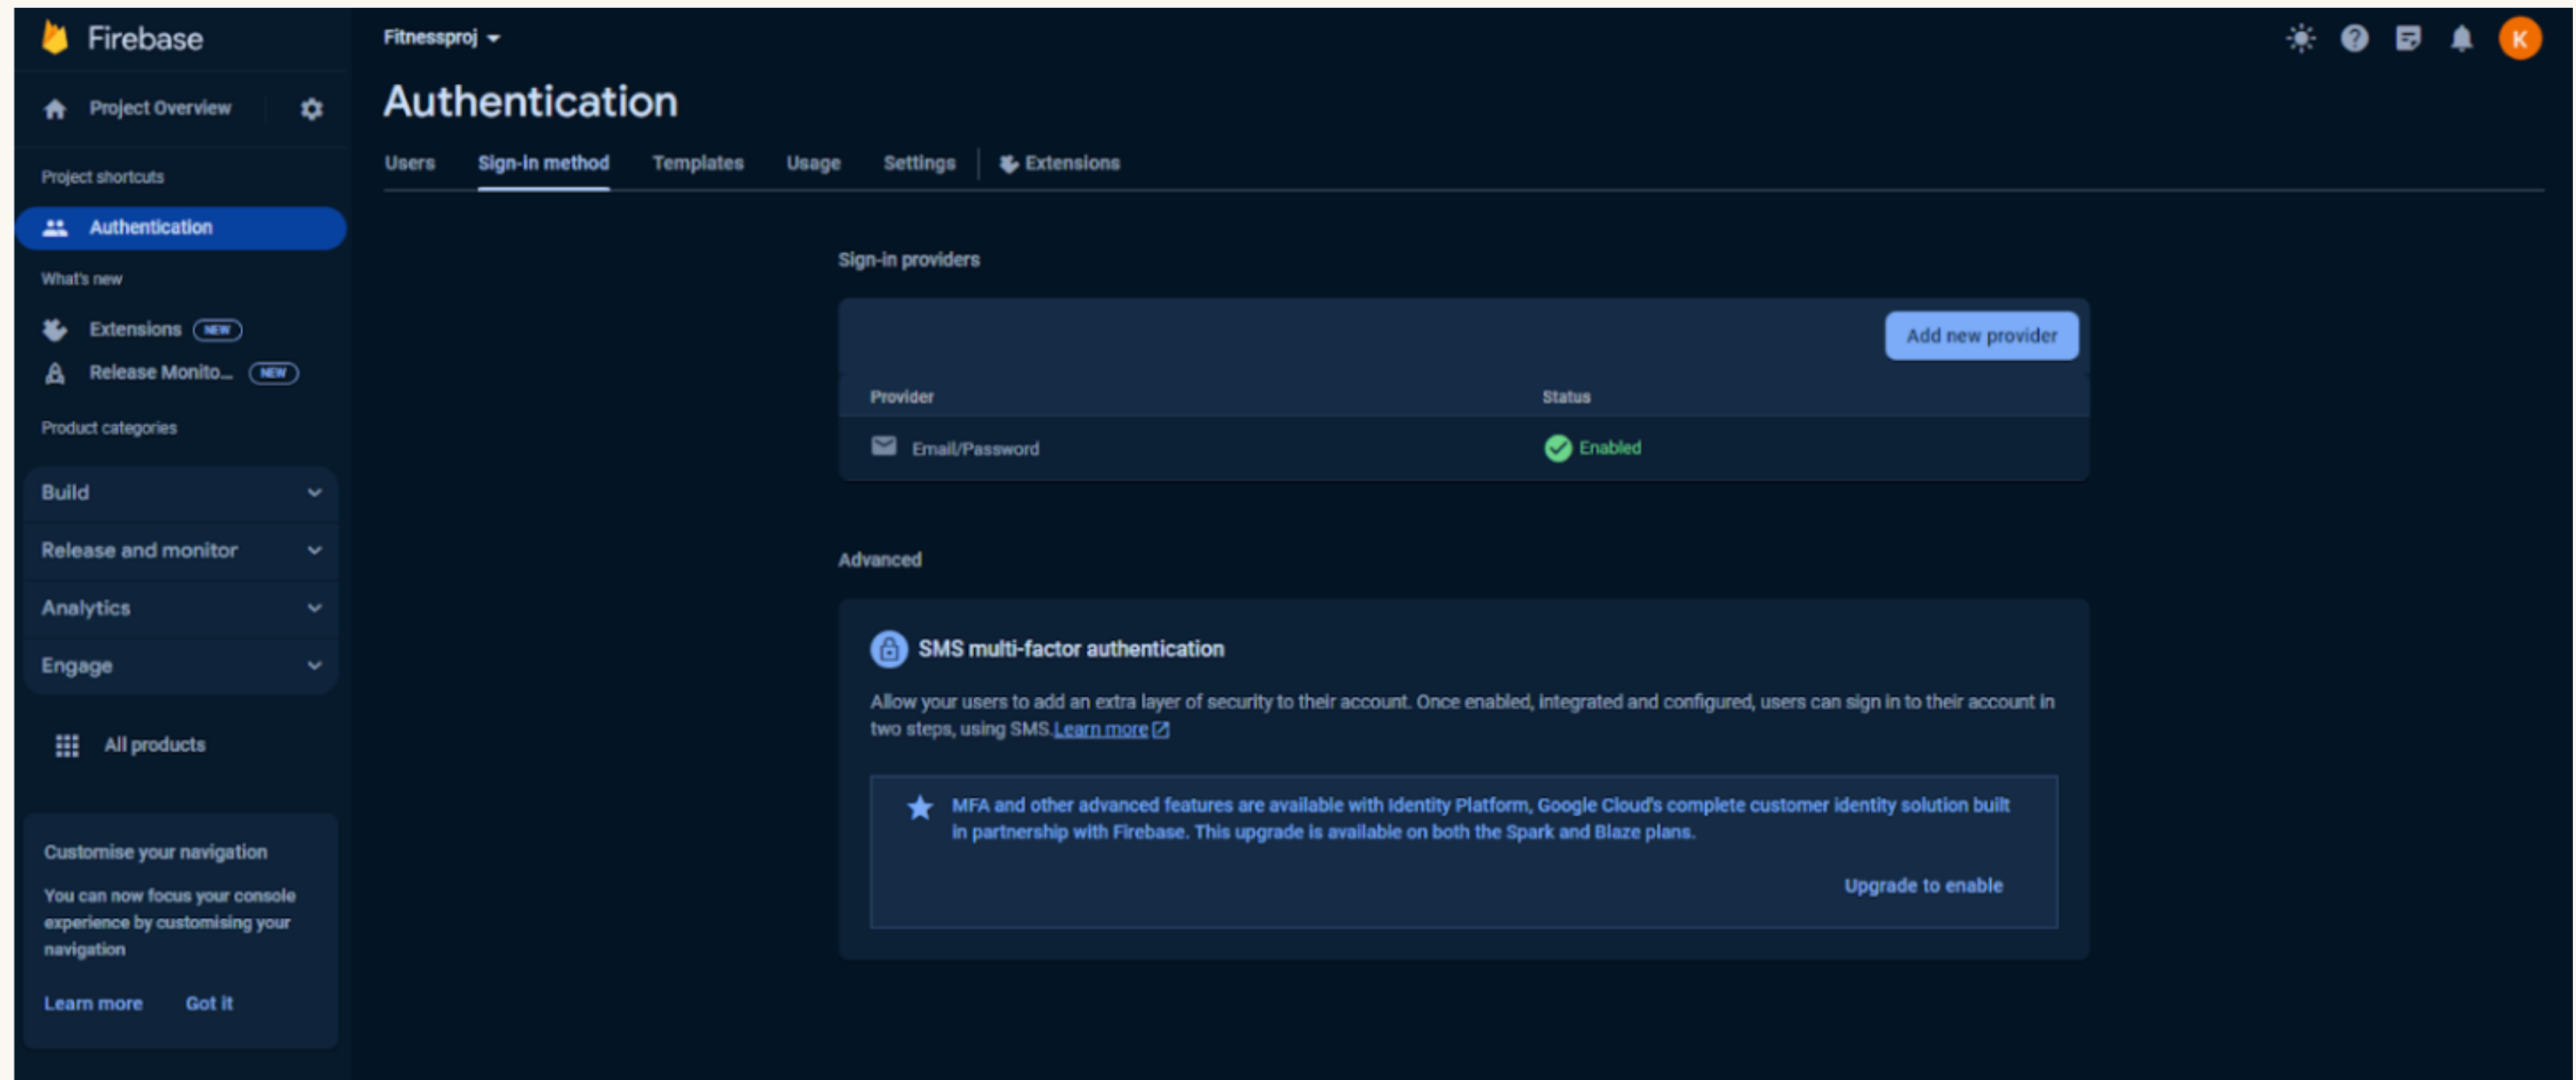 Firebase
Fitnessproj
K
Project Overview
Authentication
Users
Sign-in method
Templates
Usage
Settings
Extensions
Project shortcuts
Authentication
What's new
Extensions NEW
Release Monito... NEW
Product categories
Build
Release and monitor
Analytics
Engage
All products
Customise your navigation
You can now focus your console
experience by customising your
navigation
Learn more Got it
Sign-in providers
Add new provider
Provider Status
Email/Password Enabled
Advanced
SMS multi-factor authentication
Allow your users to add an extra layer of security to their account. Once enabled, integrated and configured, users can sign in to their account in
two steps, using SMS.Learn more
MFA and other advanced features are available with Identity Platform, Google Cloud's complete customer identity solution built
in partnership with Firebase. This upgrade is available on both the Spark and Blaze plans.
Upgrade to enable